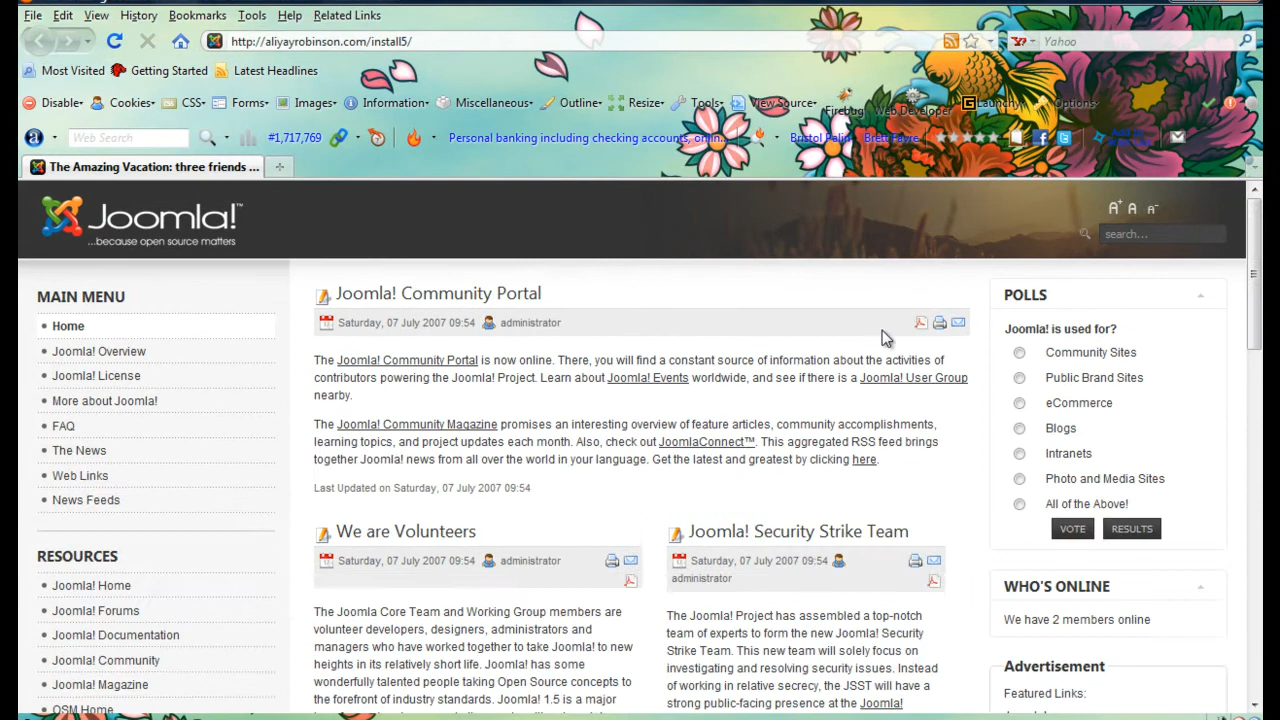 File Edit View History Bookmarks Tools Help Related Links
http://aliyayrobinson.com/install5/
Yahoo
Most Visited Getting Started Latest Headlines
Disable Cookies CSS Forms Images Information Miscellaneous Outline Resize Tools View Source Firebug Web Developer Options
Web Search #1,717,769 Personal banking including checking accounts, onlin... Bristol Palin Brett Favre
The Amazing Vacation: three friends ...
Joomla!™
...because open source matters
A+ A A-
search...
MAIN MENU
Home
Joomla! Overview
Joomla! License
More about Joomla!
FAQ
The News
Web Links
News Feeds
RESOURCES
Joomla! Home
Joomla! Forums
Joomla! Documentation
Joomla! Community
Joomla! Magazine
OSM Home
Joomla! Community Portal
Saturday, 07 July 2007 09:54 administrator
The Joomla! Community Portal is now online. There, you will find a constant source of information about the activities of
contributors powering the Joomla! Project. Learn about Joomla! Events worldwide, and see if there is a Joomla! User Group
nearby.
The Joomla! Community Magazine promises an interesting overview of feature articles, community accomplishments,
learning topics, and project updates each month. Also, check out JoomlaConnect™. This aggregated RSS feed brings
together Joomla! news from all over the world in your language. Get the latest and greatest by clicking here.
Last Updated on Saturday, 07 July 2007 09:54
We are Volunteers
Saturday, 07 July 2007 09:54 administrator
The Joomla Core Team and Working Group members are
volunteer developers, designers, administrators and
managers who have worked together to take Joomla! to new
heights in its relatively short life. Joomla! has some
wonderfully talented people taking Open Source concepts to
the forefront of industry standards. Joomla! 1.5 is a major
Joomla! Security Strike Team
Saturday, 07 July 2007 09:54
administrator
The Joomla! Project has assembled a top-notch
team of experts to form the new Joomla! Security
Strike Team. This new team will solely focus on
investigating and resolving security issues. Instead
of working in relative secrecy, the JSST will have a
strong public-facing presence at the Joomla!
POLLS
Joomla! is used for?
Community Sites
Public Brand Sites
eCommerce
Blogs
Intranets
Photo and Media Sites
All of the Above!
VOTE RESULTS
WHO'S ONLINE
We have 2 members online
Advertisement
Featured Links: